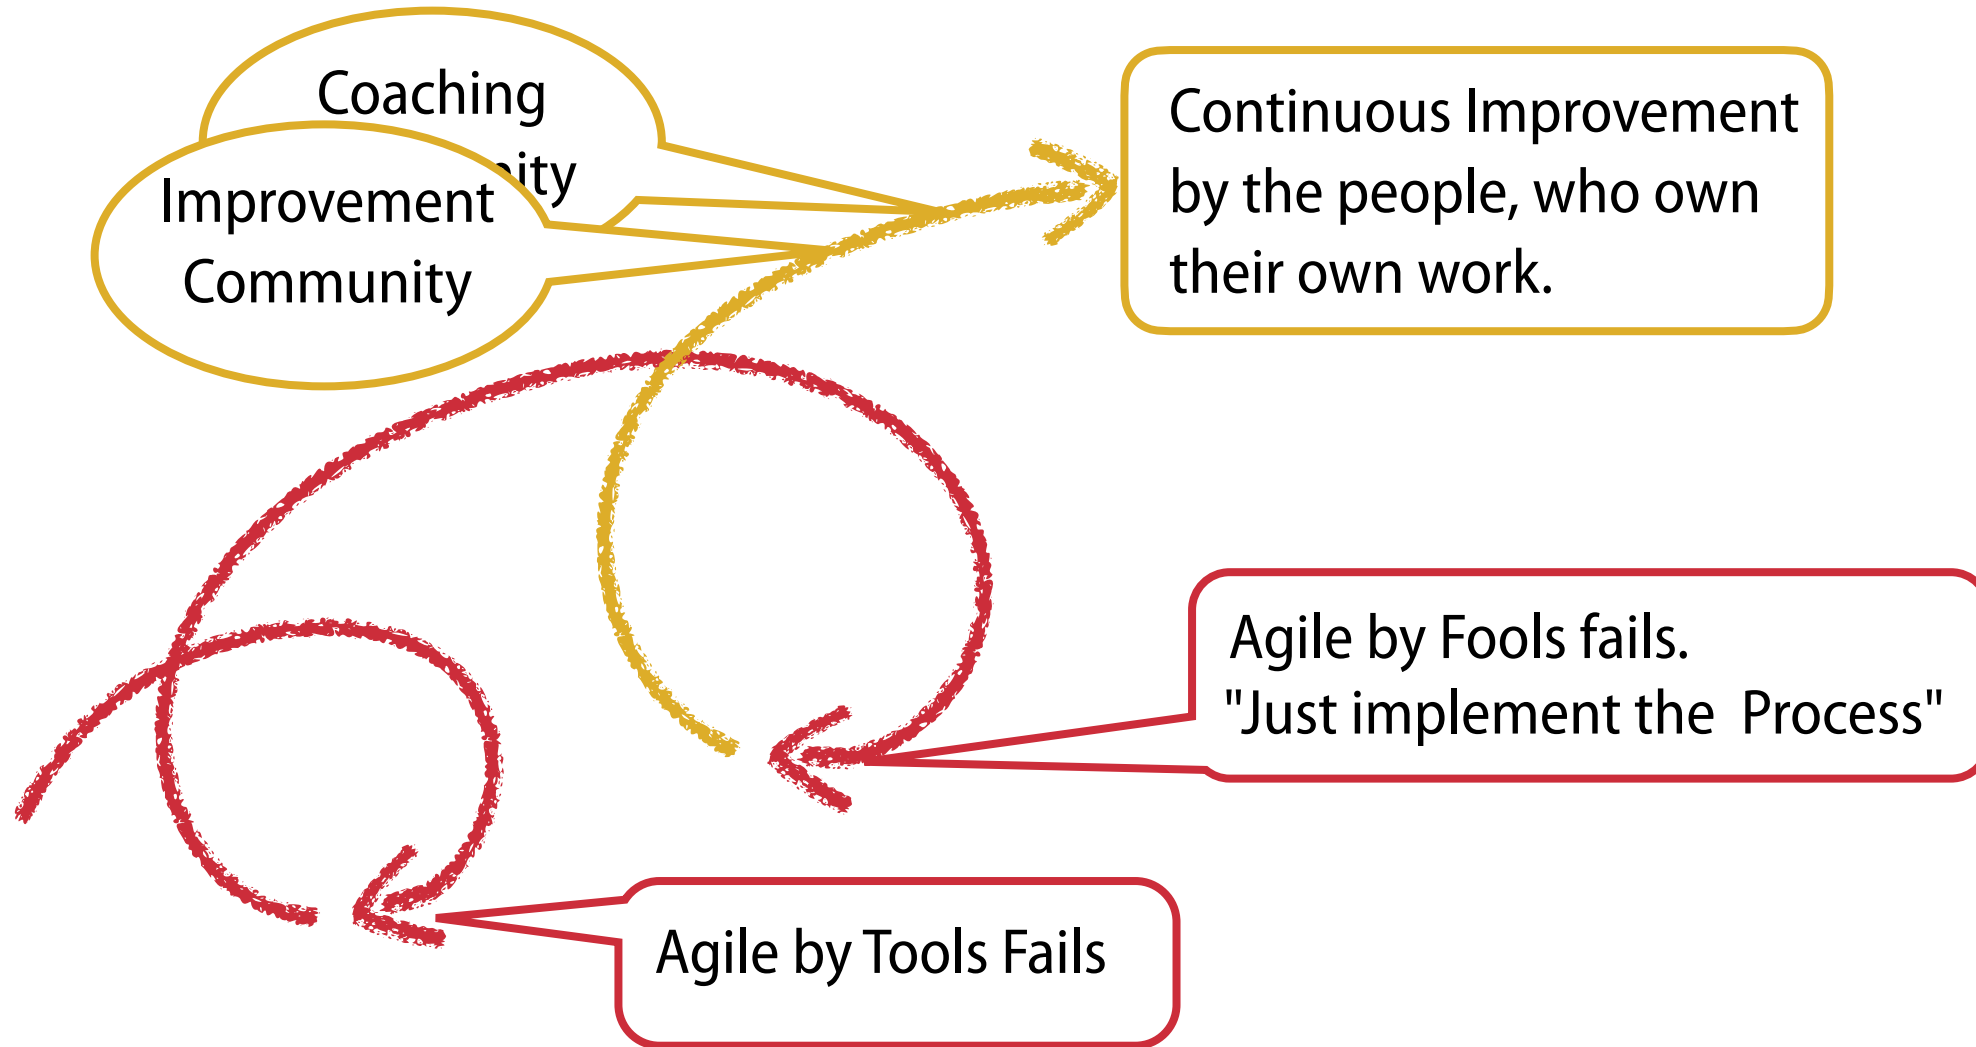 Coaching
nity
Improvement
Community
Continuous Improvement
by the people, who own
their own work.
Agile by Fools fails.
"Just implement the  Process"
Agile by Tools Fails